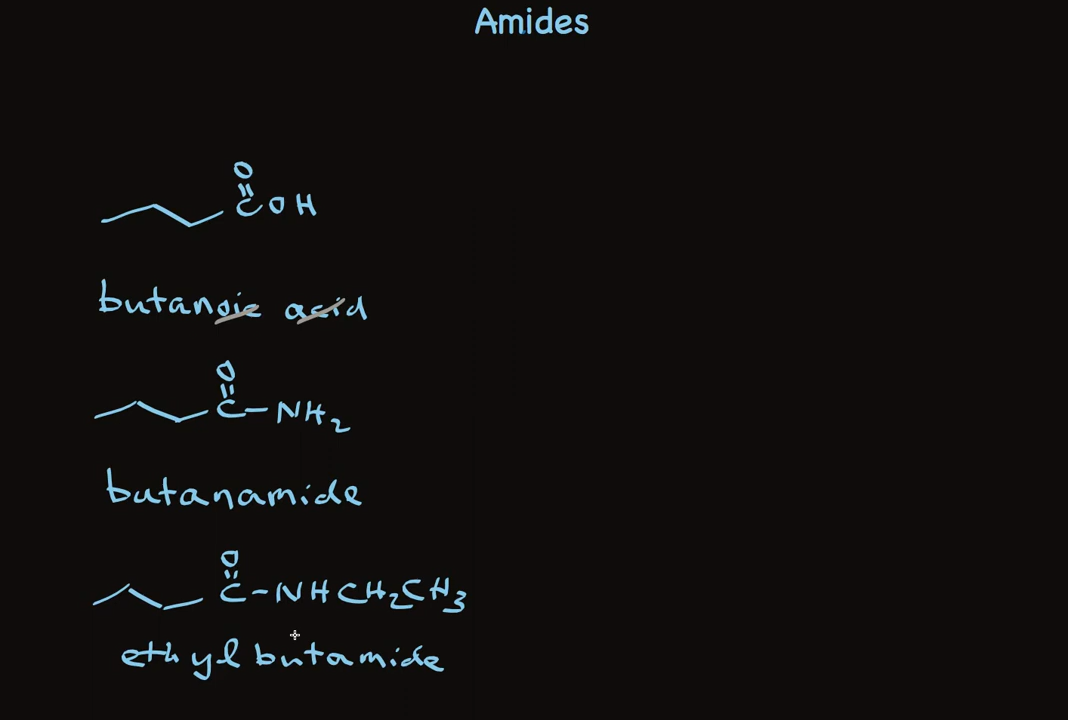 Amides
O
COH
butanoic acid
O
C-NH2
butanamide
O
C-NHCH2CH3
ethyl butamide